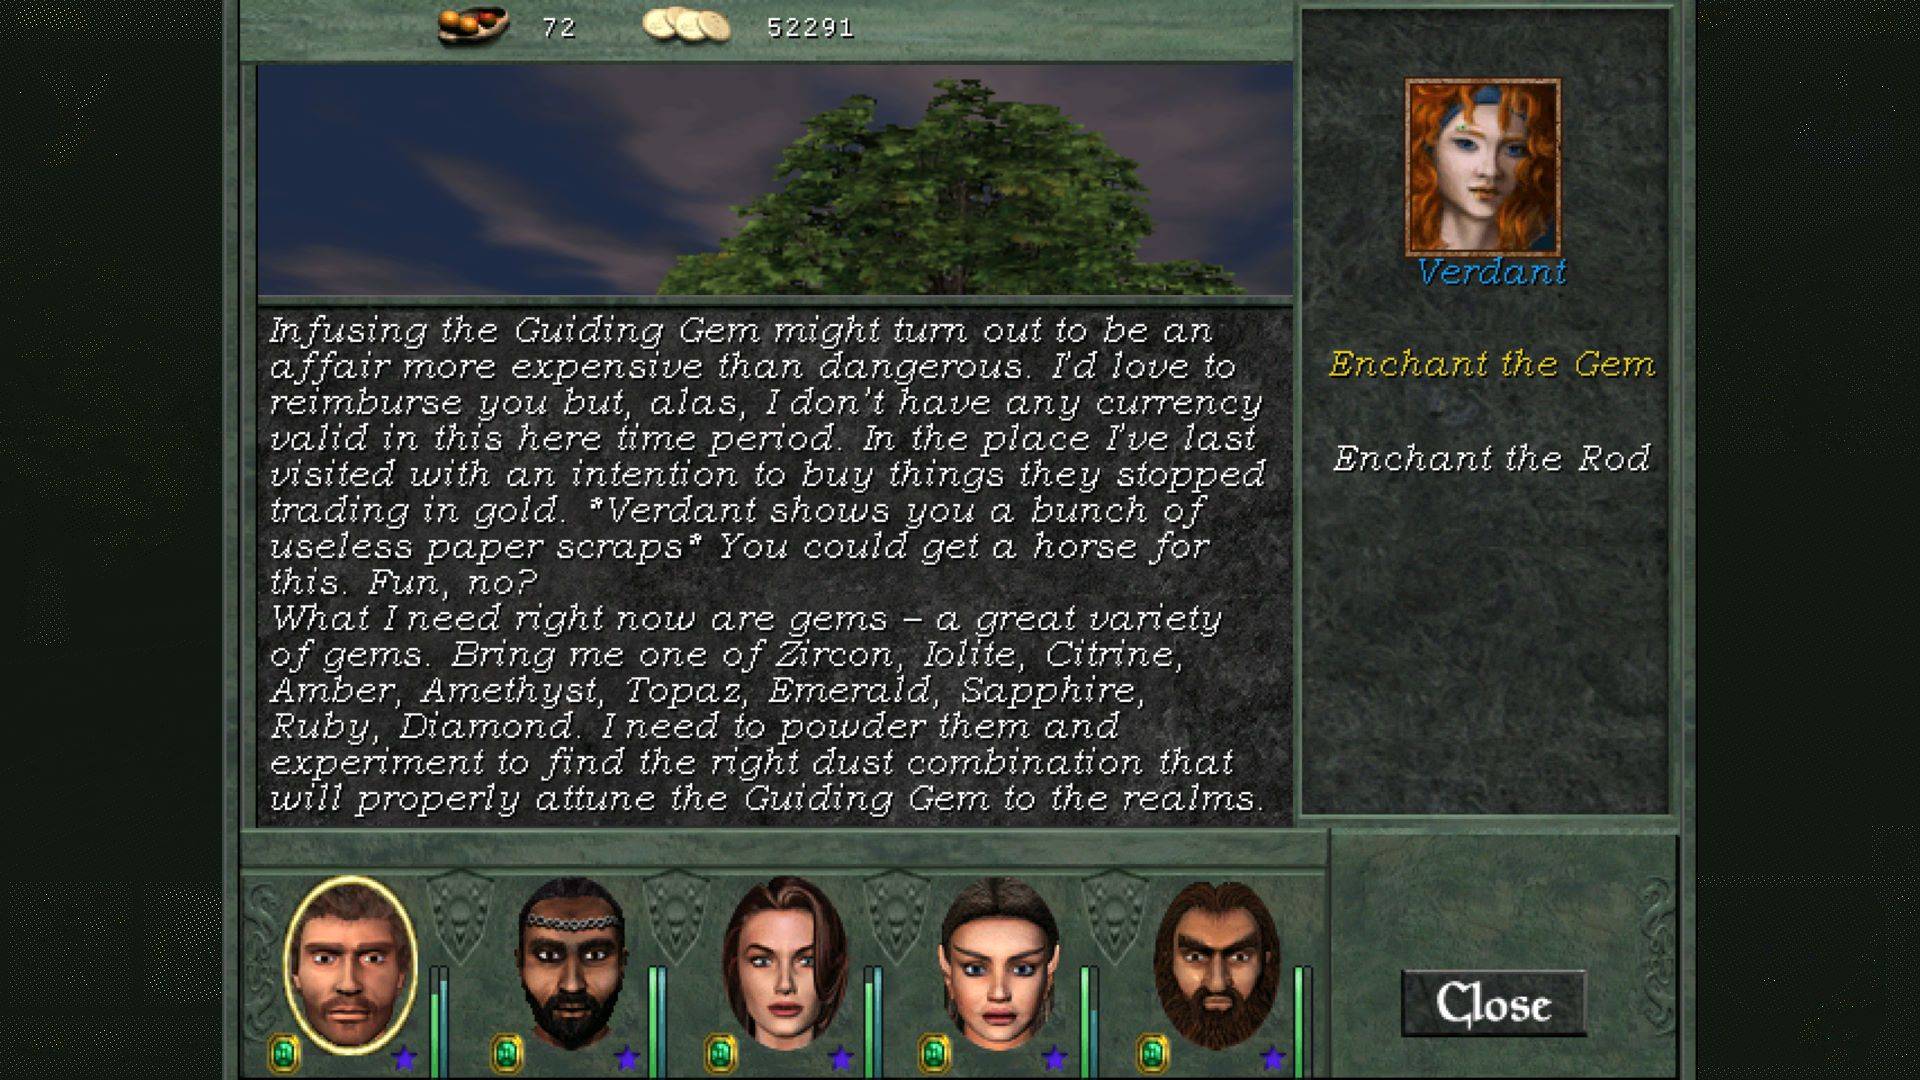 72 52291
Infusing the Guiding Gem might turn out to be an
affair more expensive than dangerous. I'd love to
reimburse you but, alas, I don't have any currency
valid in this here time period. In the place I've last
visited with an intention to buy things they stopped
trading in gold. *Verdant shows you a bunch of
useless paper scraps* You could get a horse for
this. Fun, no?
What I need right now are gems – a great variety
of gems. Bring me one of Zircon, Iolite, Citrine,
Amber, Amethyst, Topaz, Emerald, Sapphire,
Ruby, Diamond. I need to powder them and
experiment to find the right dust combination that
will properly attune the Guiding Gem to the realms.
Verdant
Enchant the Gem
Enchant the Rod
Close